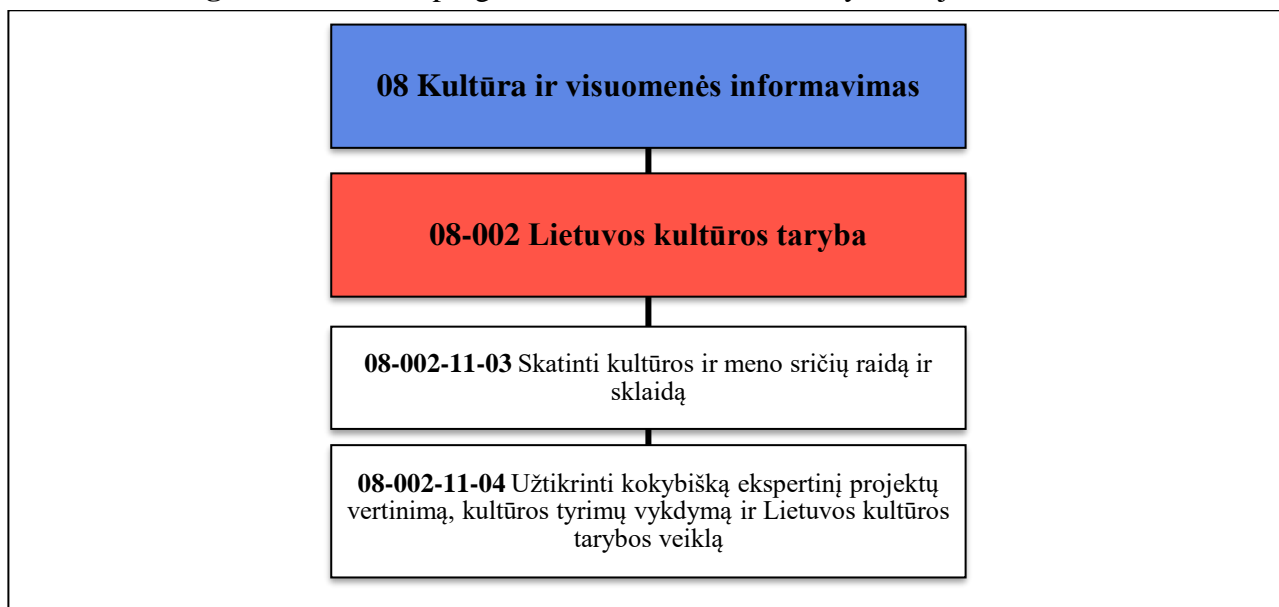 08 Kultūra ir visuomenės informavimas
08-002 Lietuvos kultūros taryba
08-002-11-03 Skatinti kultūros ir meno sričių raidą ir
sklaidą
08-002-11-04 Užtikrinti kokybišką ekspertinį projektų
vertinimą, kultūros tyrimų vykdymą ir Lietuvos kultūros
tarybos veiklą